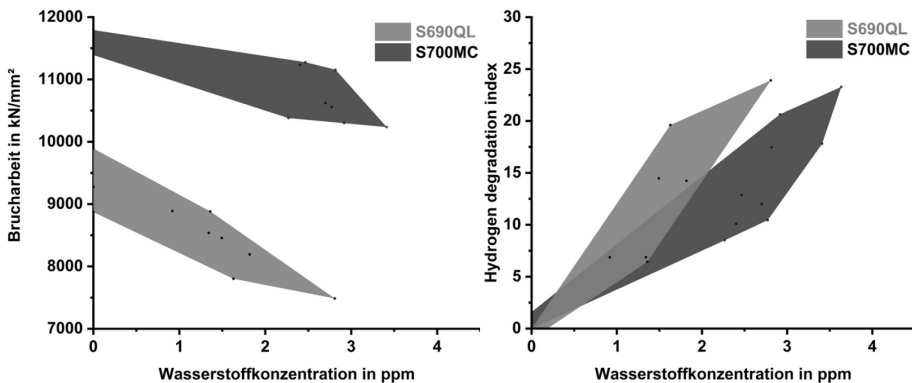 12000
11000
10000
9000
8000
7000
Brucharbeit in kN/mm²
S690QL
S700MC
0
1
2
3
4
Wasserstoffkonzentration in ppm
30
25
20
15
10
5
0
Hydrogen degradation index
S690QL
S700MC
0
1
2
3
4
Wasserstoffkonzentration in ppm